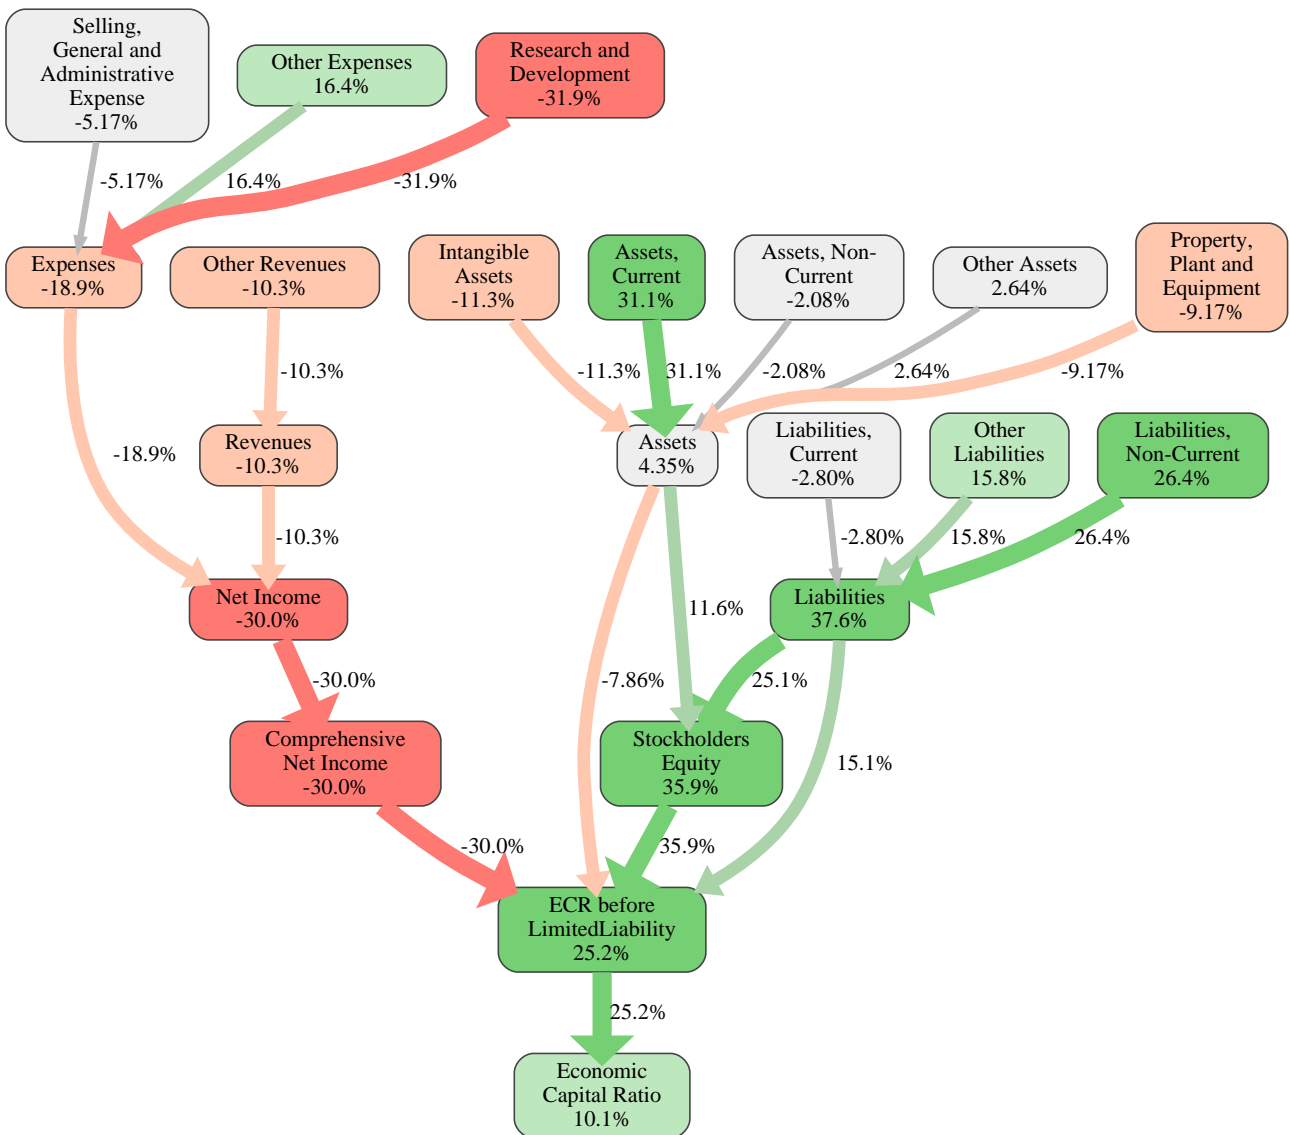 Selling,
General and
Administrative
Expense
-5.17%
Other Expenses
16.4%
Research and
Development
-31.9%
-5.17%
16.4%
-31.9%
Expenses
-18.9%
Other Revenues
-10.3%
Intangible
Assets
-11.3%
Assets,
Current
31.1%
Assets, Non-
Current
-2.08%
Other Assets
2.64%
Property,
Plant and
Equipment
-9.17%
-10.3%
-11.3%
31.1%
-2.08%
2.64%
-9.17%
-18.9%
Revenues
-10.3%
Assets
4.35%
Liabilities,
Current
-2.80%
Other
Liabilities
15.8%
Liabilities,
Non-Current
26.4%
-10.3%
-2.80%
15.8%
26.4%
Net Income
-30.0%
11.6%
Liabilities
37.6%
-30.0%
-7.86%
25.1%
Comprehensive
Net Income
-30.0%
Stockholders
Equity
35.9%
15.1%
-30.0%
35.9%
ECR before
LimitedLiability
25.2%
25.2%
Economic
Capital Ratio
10.1%